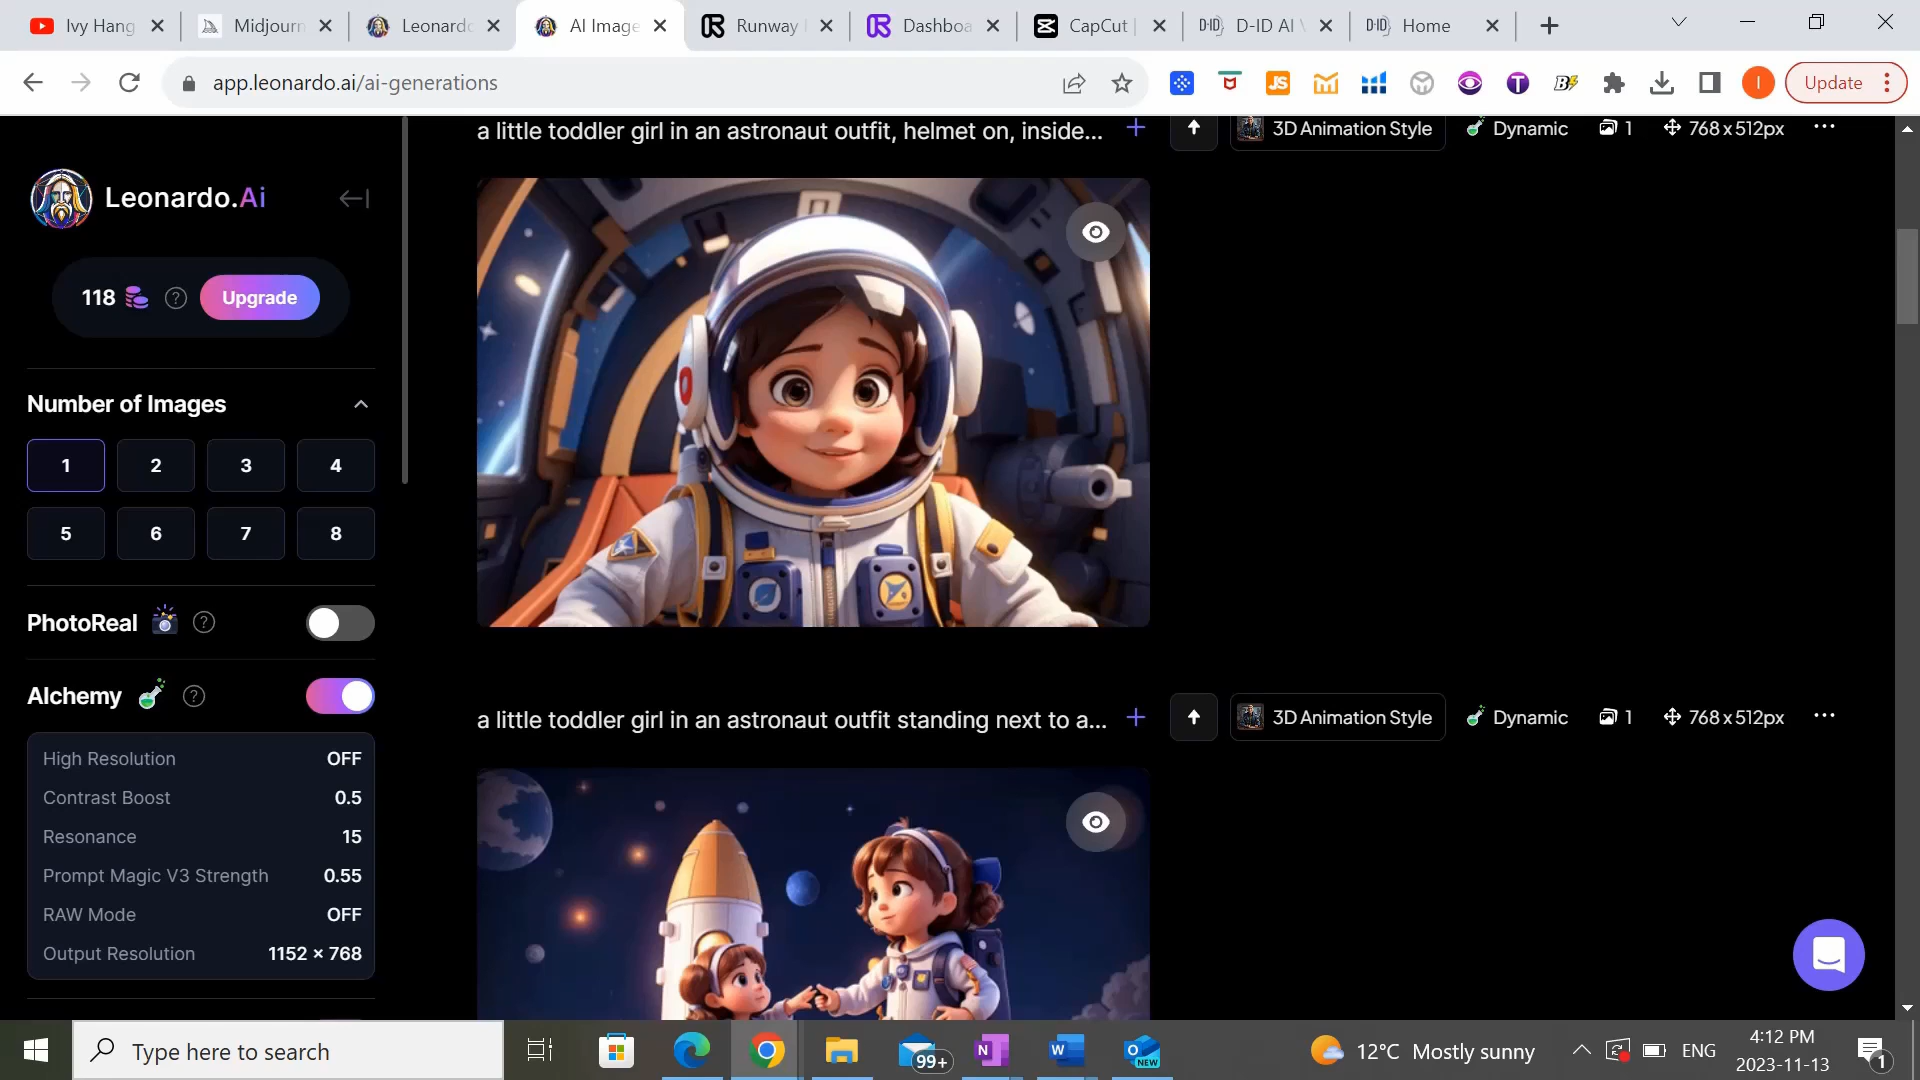 Ivy Hang
Midjourn
Leonardo
AI Image
Runway
Dashboa
CapCut |
D-ID AI
Home
app.leonardo.ai/ai-generations
Update
Leonardo.Ai
118
Upgrade
Number of Images
1 2 3 4
5 6 7 8
PhotoReal
Alchemy
High Resolution OFF
Contrast Boost 0.5
Resonance 15
Prompt Magic V3 Strength 0.55
RAW Mode OFF
Output Resolution 1152 × 768
a little toddler girl in an astronaut outfit, helmet on, inside...
3D Animation Style Dynamic 1 768 x 512px
a little toddler girl in an astronaut outfit standing next to a...
3D Animation Style Dynamic 1 768 x 512px
Type here to search
99+
NEW
12°C Mostly sunny
ENG
4:12 PM
2023-11-13
1